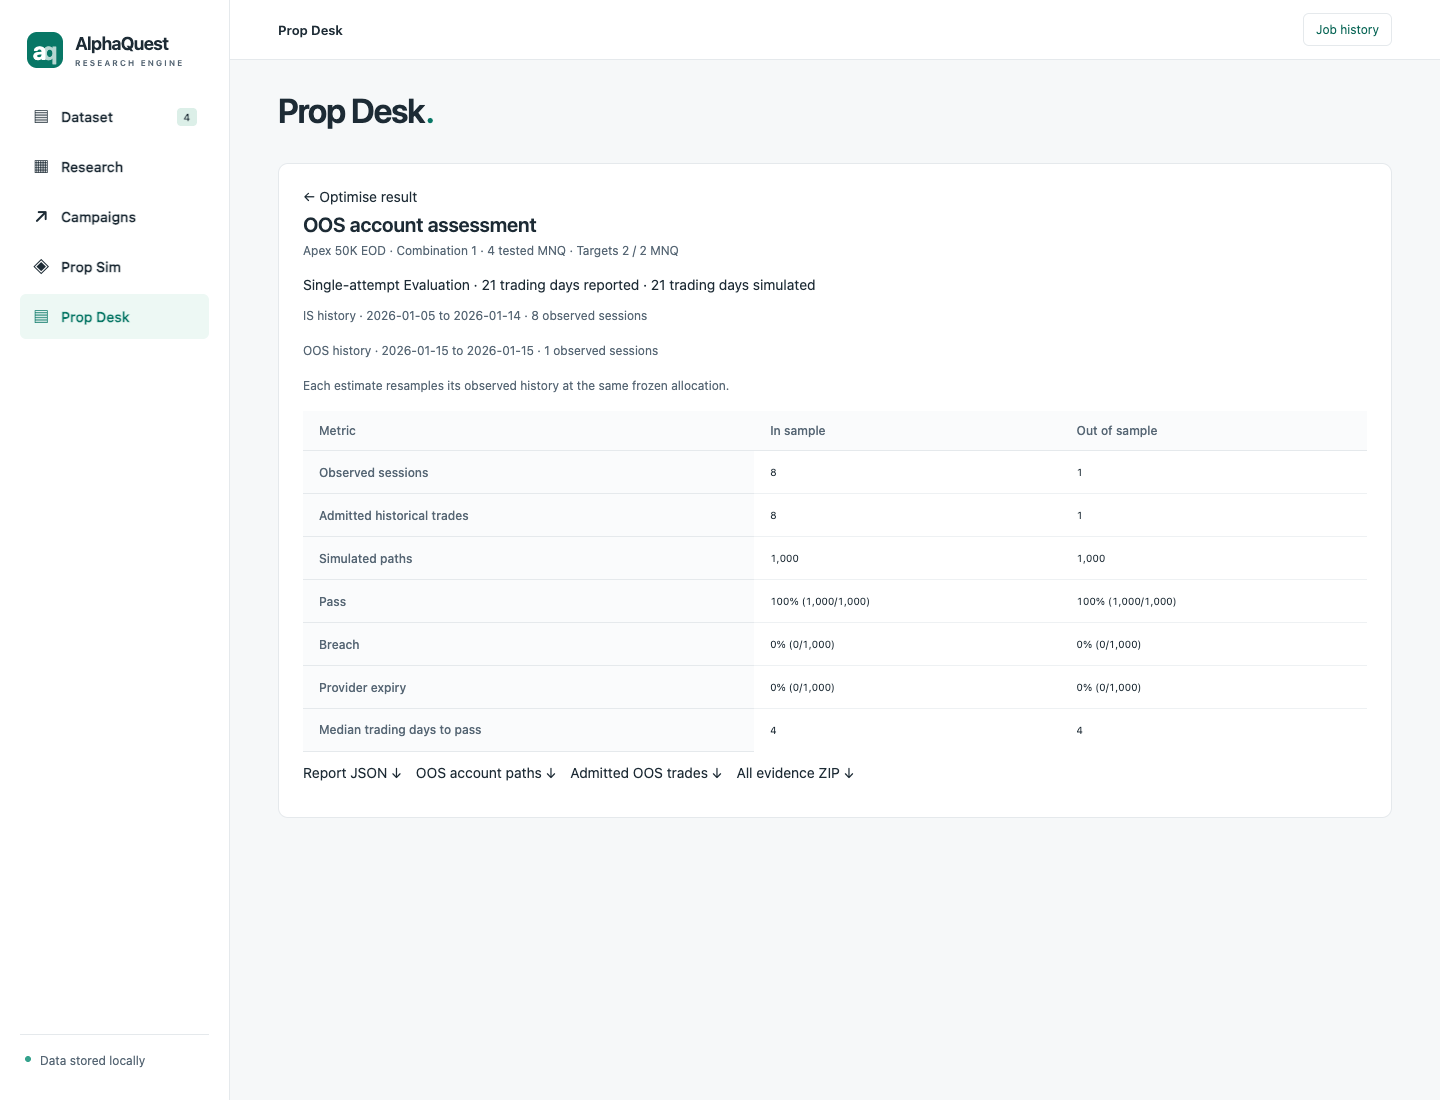 aq AlphaQuest
RESEARCH ENGINE
Dataset 4
Research
Campaigns
Prop Sim
Prop Desk
Data stored locally
Prop Desk
Job history
Prop Desk.
← Optimise result
OOS account assessment
Apex 50K EOD · Combination 1 · 4 tested MNQ · Targets 2 / 2 MNQ
Single-attempt Evaluation · 21 trading days reported · 21 trading days simulated
IS history · 2026-01-05 to 2026-01-14 · 8 observed sessions
OOS history · 2026-01-15 to 2026-01-15 · 1 observed sessions
Each estimate resamples its observed history at the same frozen allocation.
Metric In sample Out of sample
Observed sessions 8 1
Admitted historical trades 8 1
Simulated paths 1,000 1,000
Pass 100% (1,000/1,000) 100% (1,000/1,000)
Breach 0% (0/1,000) 0% (0/1,000)
Provider expiry 0% (0/1,000) 0% (0/1,000)
Median trading days to pass 4 4
Report JSON ↓ OOS account paths ↓ Admitted OOS trades ↓ All evidence ZIP ↓